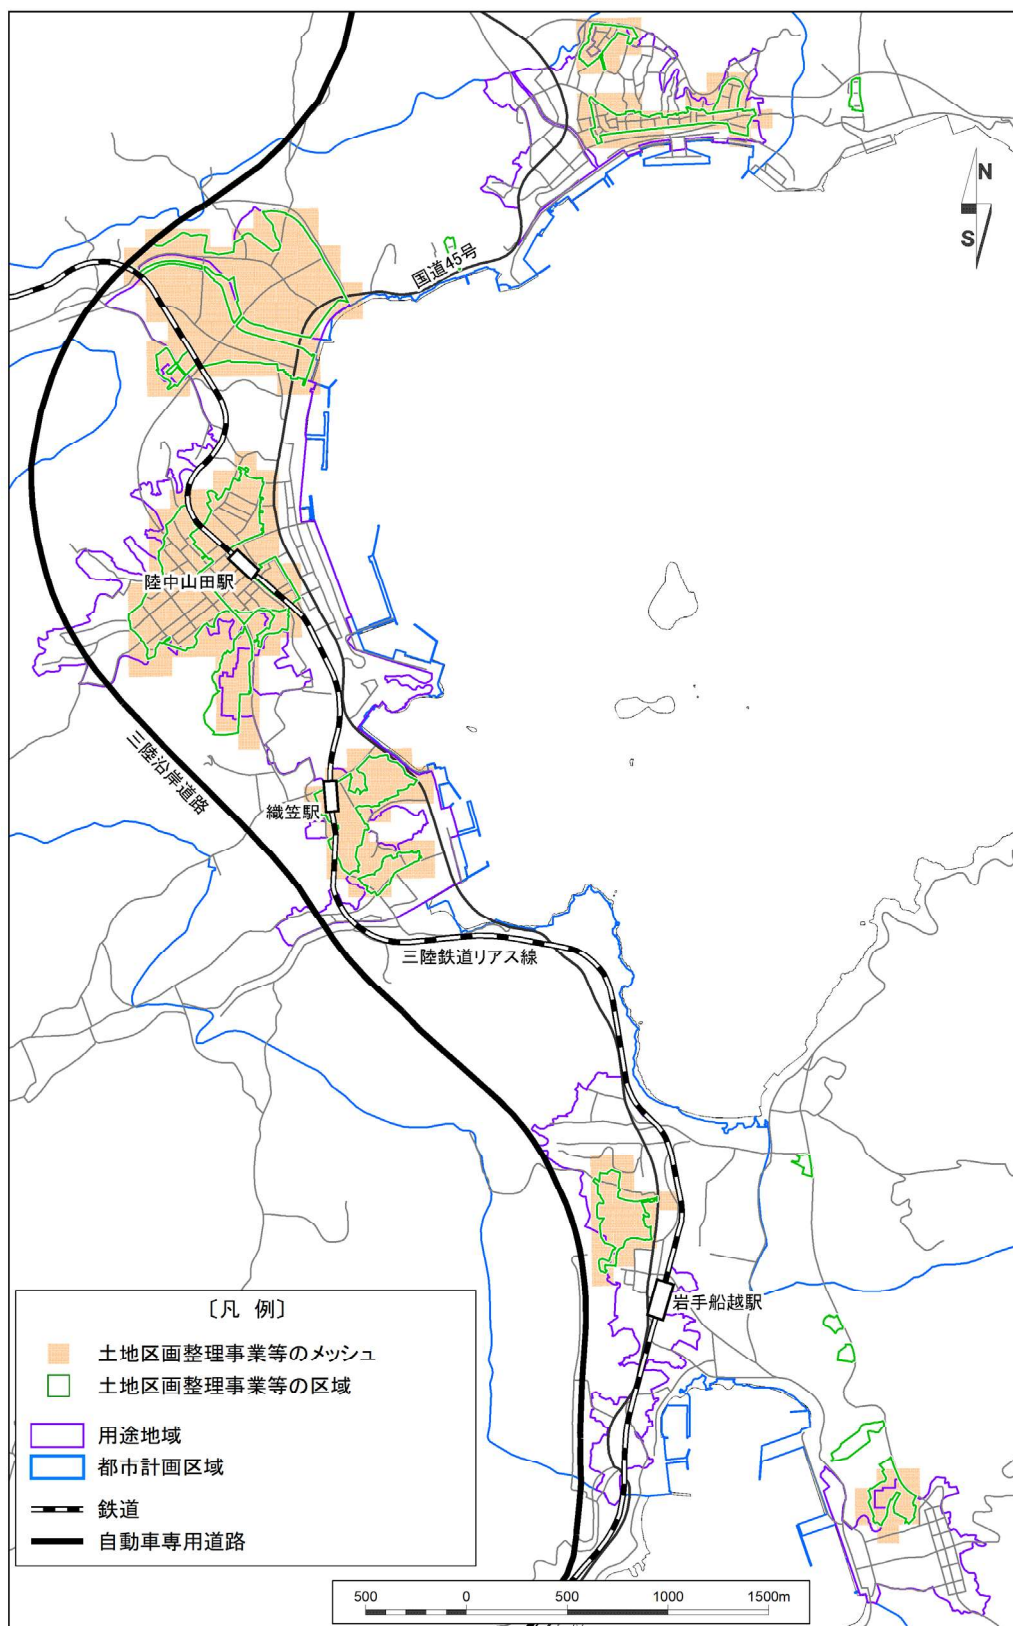 N
S
国道45号
陸中山田駅
三陸沿岸道路
織笠駅
三陸鉄道リアス線
岩手船越駅
〔凡 例〕
土地区画整理事業等のメッシュ
土地区画整理事業等の区域
用途地域
都市計画区域
鉄道
自動車専用道路
500 0 500 1000 1500m